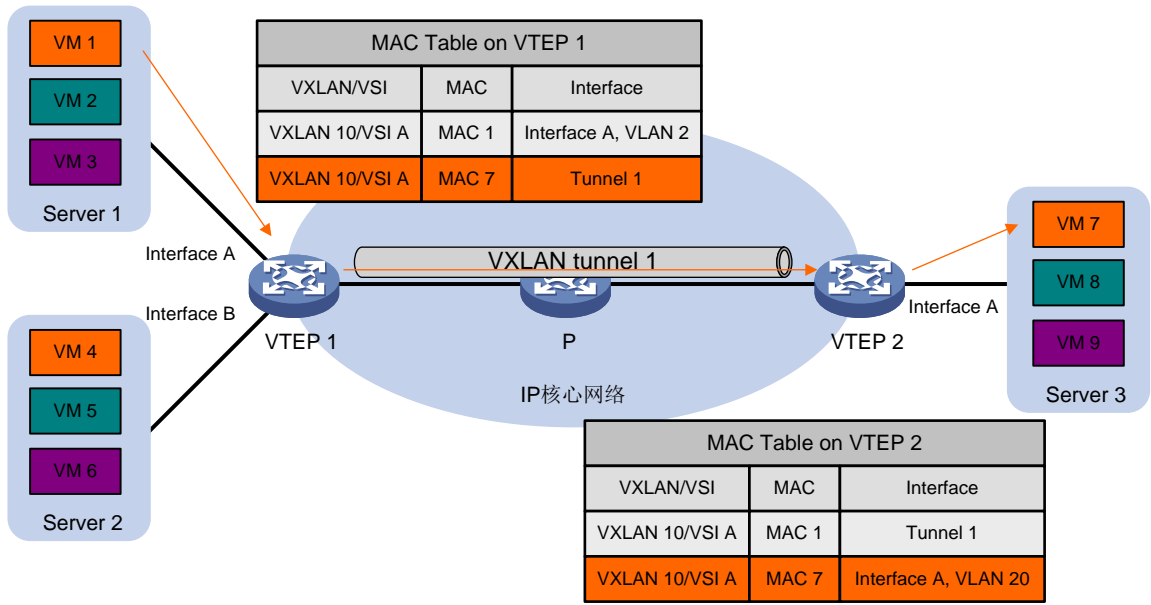 VM 1
VM 2
VM 3
Server 1
MAC Table on VTEP 1
VXLAN/VSI MAC Interface
VXLAN 10/VSI A MAC 1 Interface A, VLAN 2
VXLAN 10/VSI A MAC 7 Tunnel 1
Interface A
Interface B
VTEP 1
VXLAN tunnel 1
P
VTEP 2
Interface A
IP核心网络
VM 4
VM 5
VM 6
Server 2
VM 7
VM 8
VM 9
Server 3
MAC Table on VTEP 2
VXLAN/VSI MAC Interface
VXLAN 10/VSI A MAC 1 Tunnel 1
VXLAN 10/VSI A MAC 7 Interface A, VLAN 20